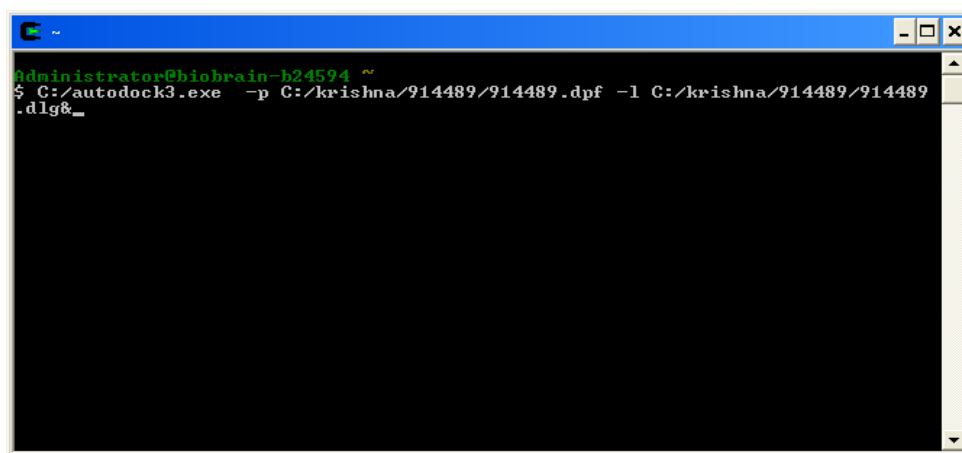 ~
Administrator@biobrain-b24594 ~
$ C:/autodock3.exe  -p C:/krishna/914489/914489.dpf -l C:/krishna/914489/914489
.dlg&_